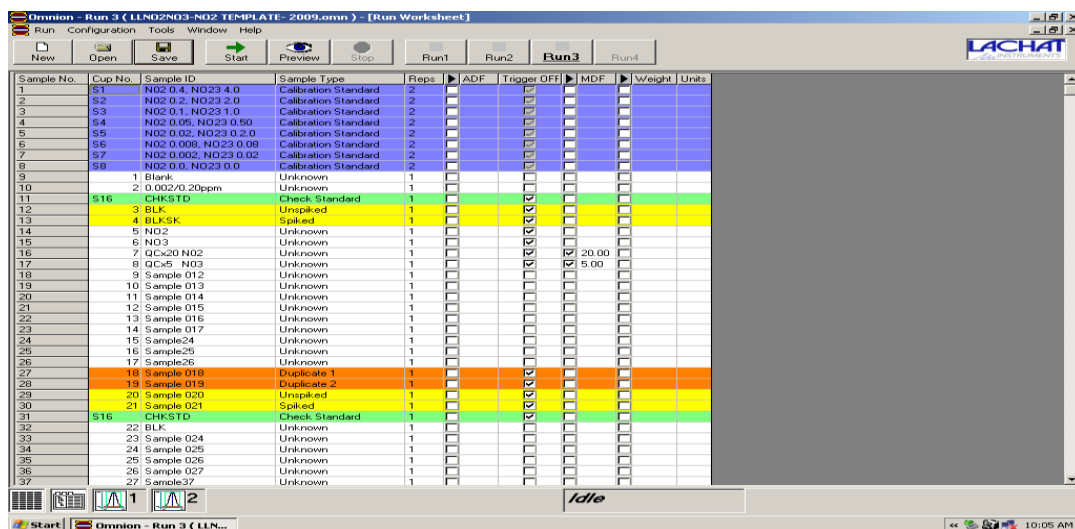 Omnion - Run 3 ( LLNO2NO3-NO2 TEMPLATE- 2009.omn ) - [Run Worksheet]
Run Configuration Tools Window Help
New Open Save Start Preview Stop Run1 Run2 Run3 Run4
LACHAT
INSTRUMENTS
Sample No. Cup No. Sample ID Sample Type Reps ADF Trigger OFF MDF Weight Units
1 S1 N02 0.4, NO23 4.0 Calibration Standard 2
2 S2 N02 0.2, NO23 2.0 Calibration Standard 2
3 S3 N02 0.1, NO23 1.0 Calibration Standard 2
4 S4 N02 0.05, NO23 0.50 Calibration Standard 2
5 S5 N02 0.02, NO23 0.2.0 Calibration Standard 2
6 S6 N02 0.008, NO23 0.08 Calibration Standard 2
7 S7 N02 0.002, NO23 0.02 Calibration Standard 2
8 S8 N02 0.0, NO23 0.0 Calibration Standard 2
9 1 Blank Unknown 1
10 2 0.002/0.20ppm Unknown 1
11 S16 CHKSTD Check Standard 1
12 3 BLK Unspiked 1
13 4 BLKSK Spiked 1
14 5 NO2 Unknown 1
15 6 NO3 Unknown 1
16 7 QCx20 N02 Unknown 1 20.00
17 8 QCx5 N03 Unknown 1 5.00
18 9 Sample 012 Unknown 1
19 10 Sample 013 Unknown 1
20 11 Sample 014 Unknown 1
21 12 Sample 015 Unknown 1
22 13 Sample 016 Unknown 1
23 14 Sample 017 Unknown 1
24 15 Sample24 Unknown 1
25 16 Sample25 Unknown 1
26 17 Sample26 Unknown 1
27 18 Sample 018 Duplicate 1 1
28 19 Sample 019 Duplicate 2 1
29 20 Sample 020 Unspiked 1
30 21 Sample 021 Spiked 1
31 S16 CHKSTD Check Standard 1
32 22 BLK Unknown 1
33 23 Sample 024 Unknown 1
34 24 Sample 025 Unknown 1
35 25 Sample 026 Unknown 1
36 26 Sample 027 Unknown 1
37 27 Sample37 Unknown 1
1 2 Idle
Start Omnion - Run 3 ( LLN... « 10:05 AM